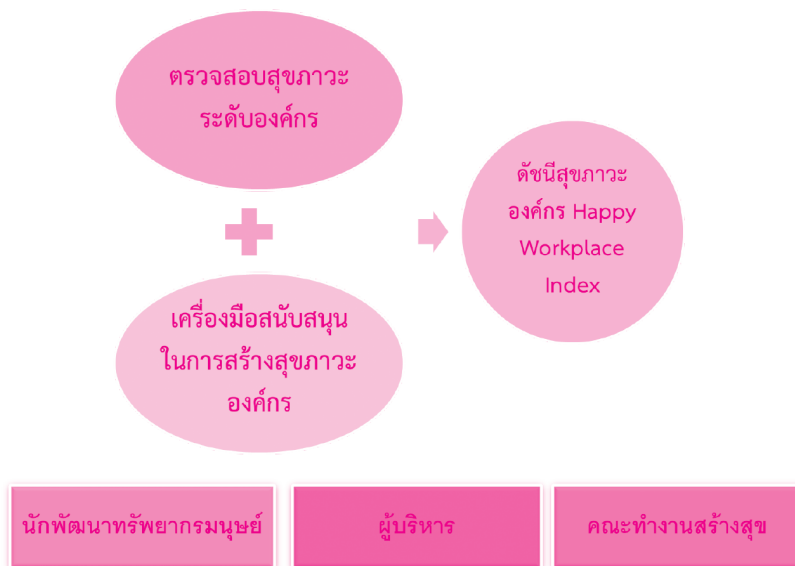 ตรวจสอบสุขภาวะ
ระดับองค์กร
ดัชนีสุขภาวะ
องค์กร Happy
Workplace
Index
เครื่องมือสนับสนุน
ในการสร้างสุขภาวะ
องค์กร
นักพัฒนาทรัพยากรมนุษย์
ผู้บริหาร
คณะทำงานสร้างสุข